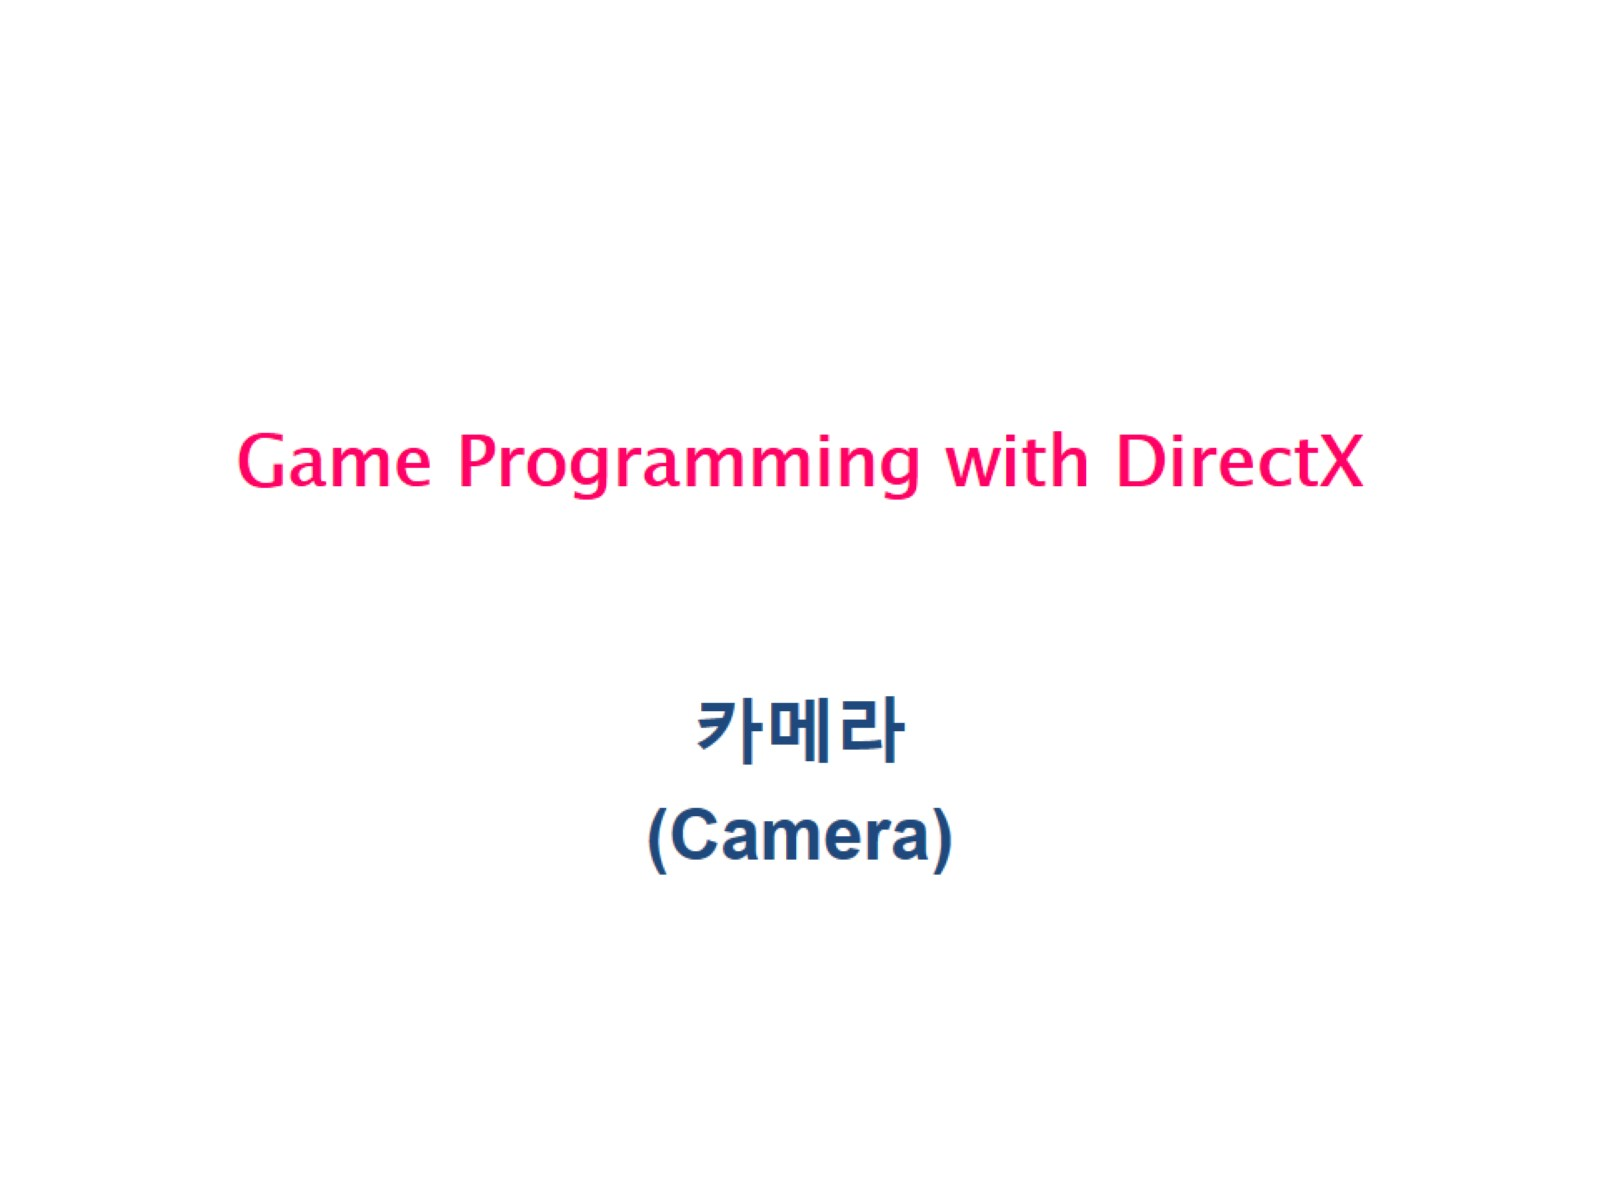 Game Programming with DirectX
카메라
(Camera)